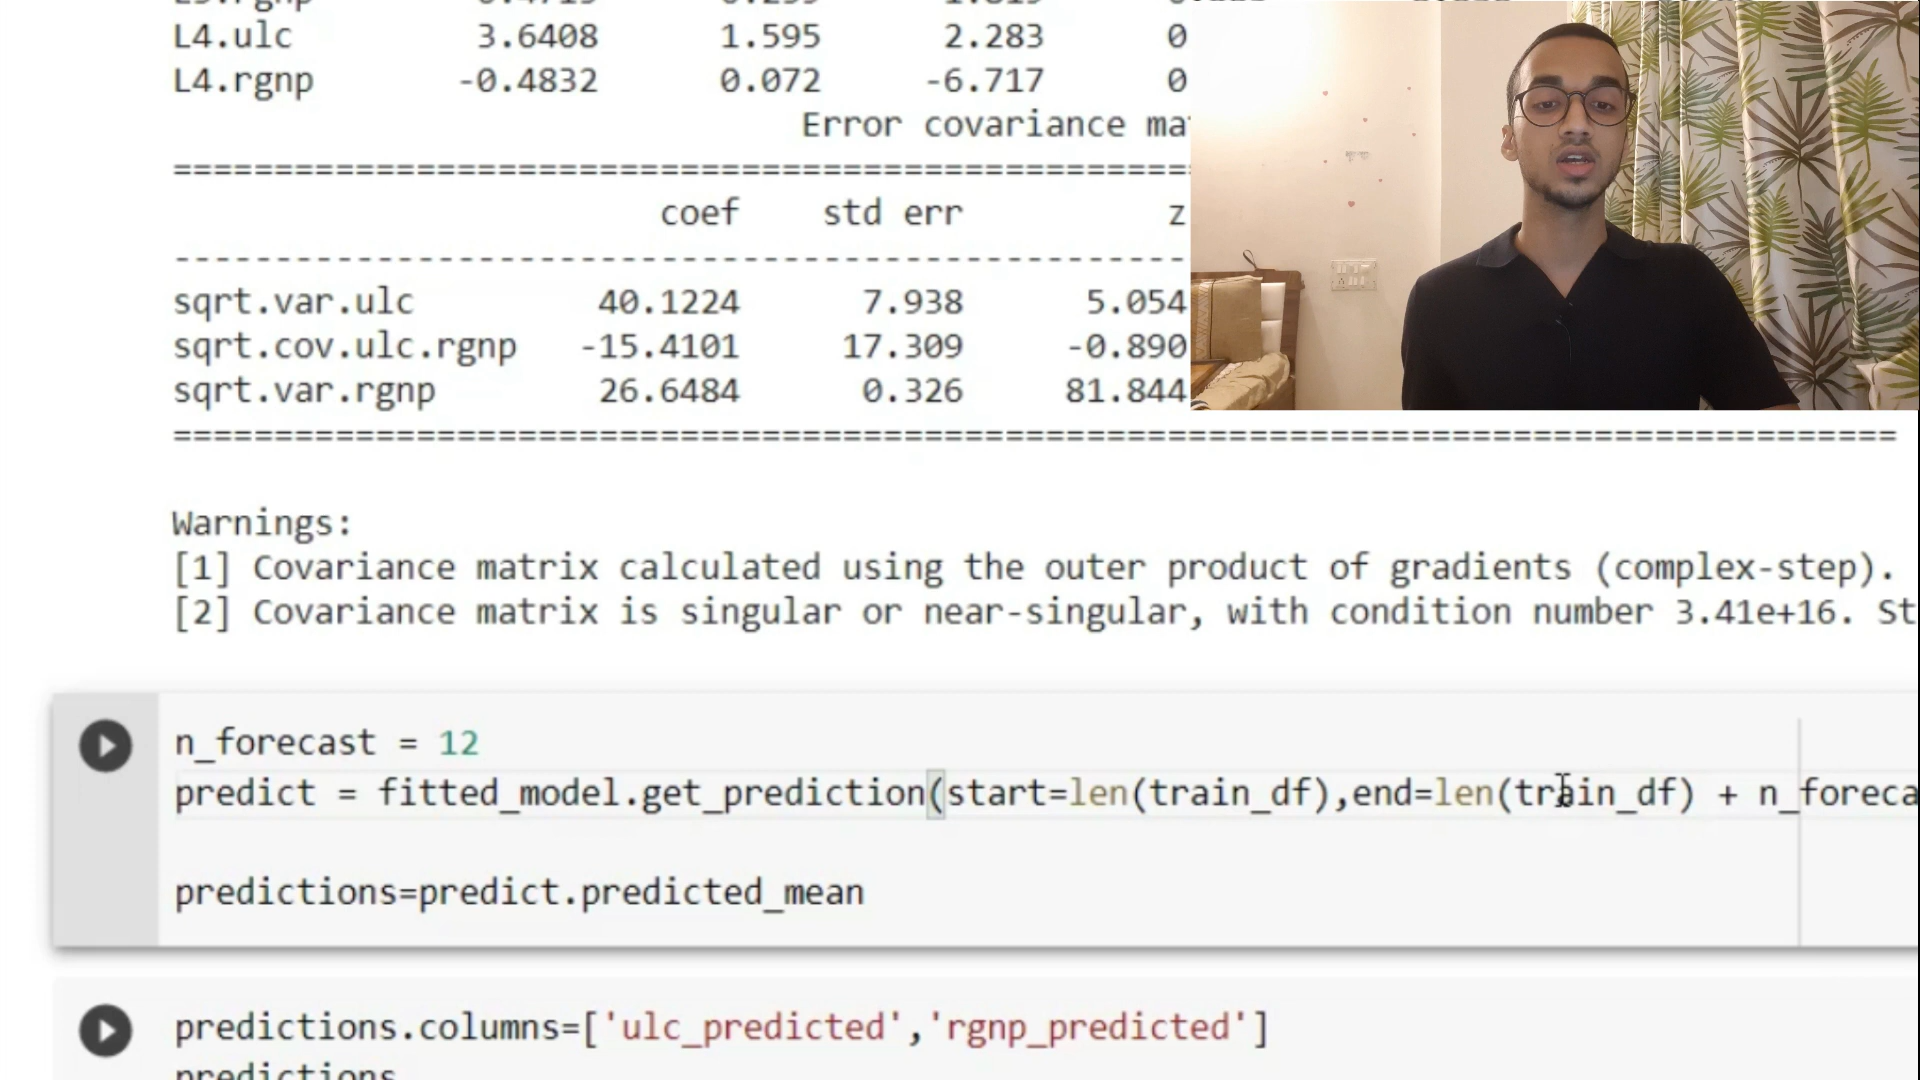 L4.ulc 3.6408 1.595 2.283 0
L4.rgnp -0.4832 0.072 -6.717 0
Error covariance ma
================================================================
coef std err z
----------------------------------------------------------------
sqrt.var.ulc 40.1224 7.938 5.054
sqrt.cov.ulc.rgnp -15.4101 17.309 -0.890
sqrt.var.rgnp 26.6484 0.326 81.844
================================================================
Warnings:
[1] Covariance matrix calculated using the outer product of gradients (complex-step).
[2] Covariance matrix is singular or near-singular, with condition number 3.41e+16. St
n_forecast = 12
predict = fitted_model.get_prediction(start=len(train_df),end=len(train_df) + n_foreca
predictions=predict.predicted_mean
predictions.columns=['ulc_predicted','rgnp_predicted']
predictions